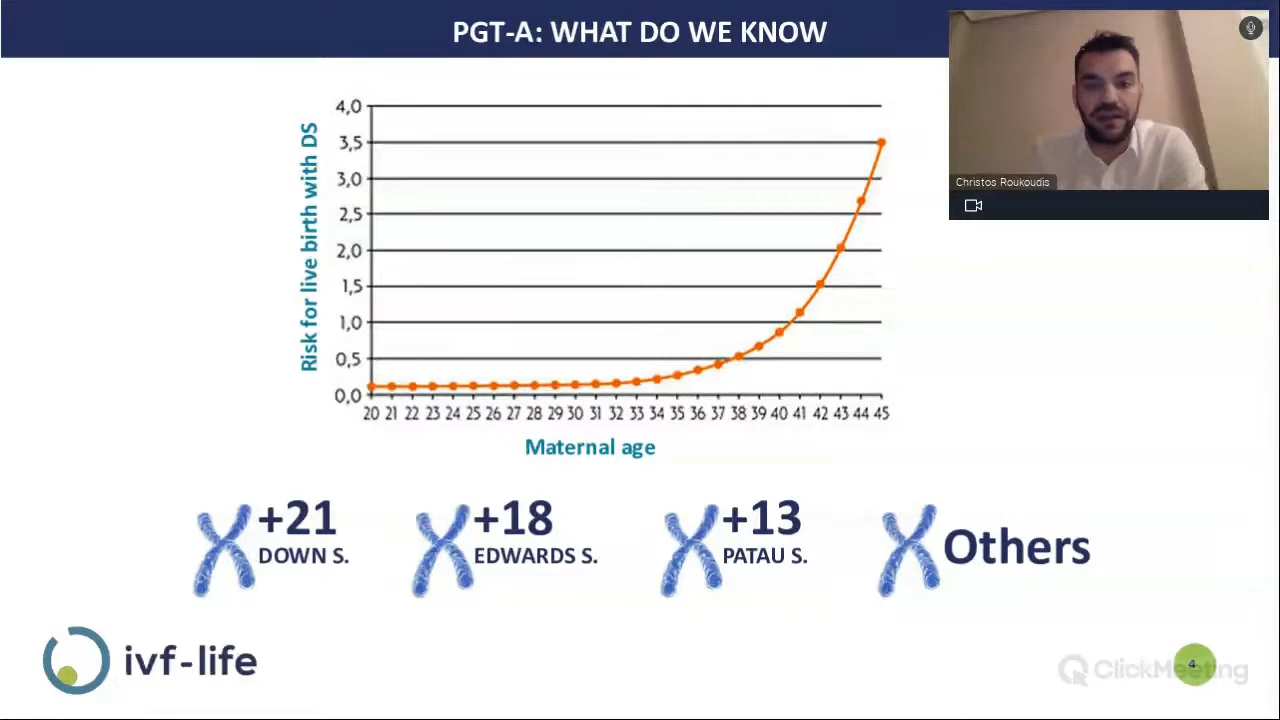 PGT-A: WHAT DO WE KNOW
Christos Roukoudis
Risk for live birth with DS
4,0
3,5
3,0
2,5
2,0
1,5
1,0
0,5
0,0
20 21 22 23 24 25 26 27 28 29 30 31 32 33 34 35 36 37 38 39 40 41 42 43 44 45
Maternal age
+21
DOWN S.
+18
EDWARDS S.
+13
PATAU S.
Others
ivf-life
ClickMeeting
4